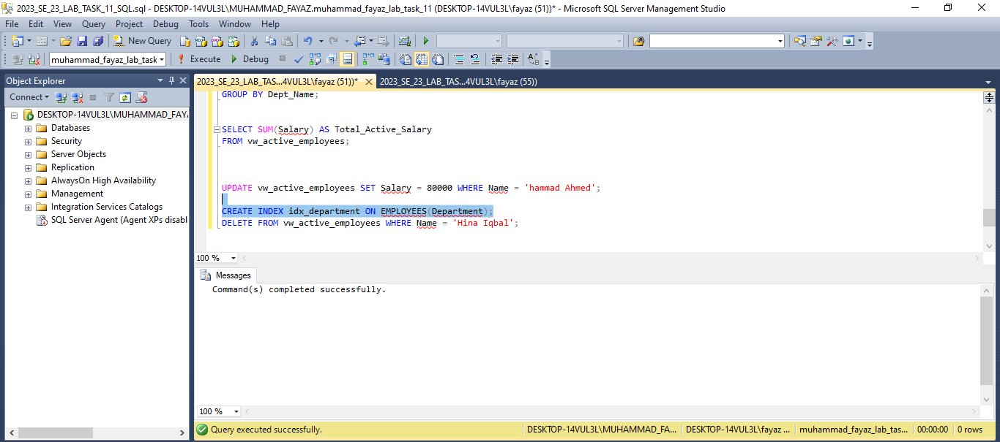 2023_SE_23_LAB_TASK_11_SQL.sql - DESKTOP-14VUL3L\MUHAMMAD_FAYAZ.muhammad_fayaz_lab_task_11 (DESKTOP-14VUL3L\fayaz (51))* - Microsoft SQL Server Management Studio
File Edit View Query Project Debug Tools Window Help
New Query
muhammad_fayaz_lab_task Execute Debug
Object Explorer
Connect
DESKTOP-14VUL3L\MUHAMMAD_FAYA
Databases
Security
Server Objects
Replication
AlwaysOn High Availability
Management
Integration Services Catalogs
SQL Server Agent (Agent XPs disabl
2023_SE_23_LAB_TAS...4VUL3L\fayaz (51))* 2023_SE_23_LAB_TAS...4VUL3L\fayaz (55))
GROUP BY Dept_Name;
SELECT SUM(Salary) AS Total_Active_Salary
FROM vw_active_employees;
UPDATE vw_active_employees SET Salary = 80000 WHERE Name = 'hammad Ahmed';
CREATE INDEX idx_department ON EMPLOYEES(Department);
DELETE FROM vw_active_employees WHERE Name = 'Hina Iqbal';
100 %
Messages
Command(s) completed successfully.
100 %
Query executed successfully. DESKTOP-14VUL3L\MUHAMMAD_FA... DESKTOP-14VUL3L\fayaz ... muhammad_fayaz_lab_tas... 00:00:00 0 rows